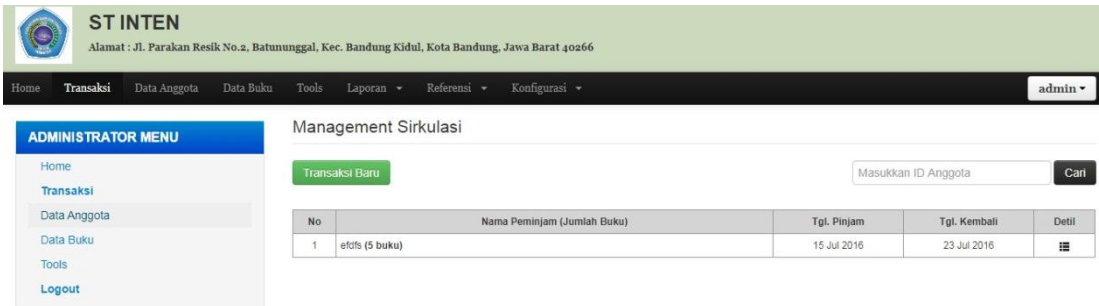 ST INTEN
Alamat : Jl. Parakan Resik No.2, Batununggal, Kec. Bandung Kidul, Kota Bandung, Jawa Barat 40266
Home Transaksi Data Anggota Data Buku Tools Laporan Referensi Konfigurasi admin
ADMINISTRATOR MENU
Home
Transaksi
Data Anggota
Data Buku
Tools
Logout
Management Sirkulasi
Transaksi Baru Masukkan ID Anggota Cari
No Nama Peminjam (Jumlah Buku) Tgl. Pinjam Tgl. Kembali Detil
1 efdfs (5 buku) 15 Jul 2016 23 Jul 2016